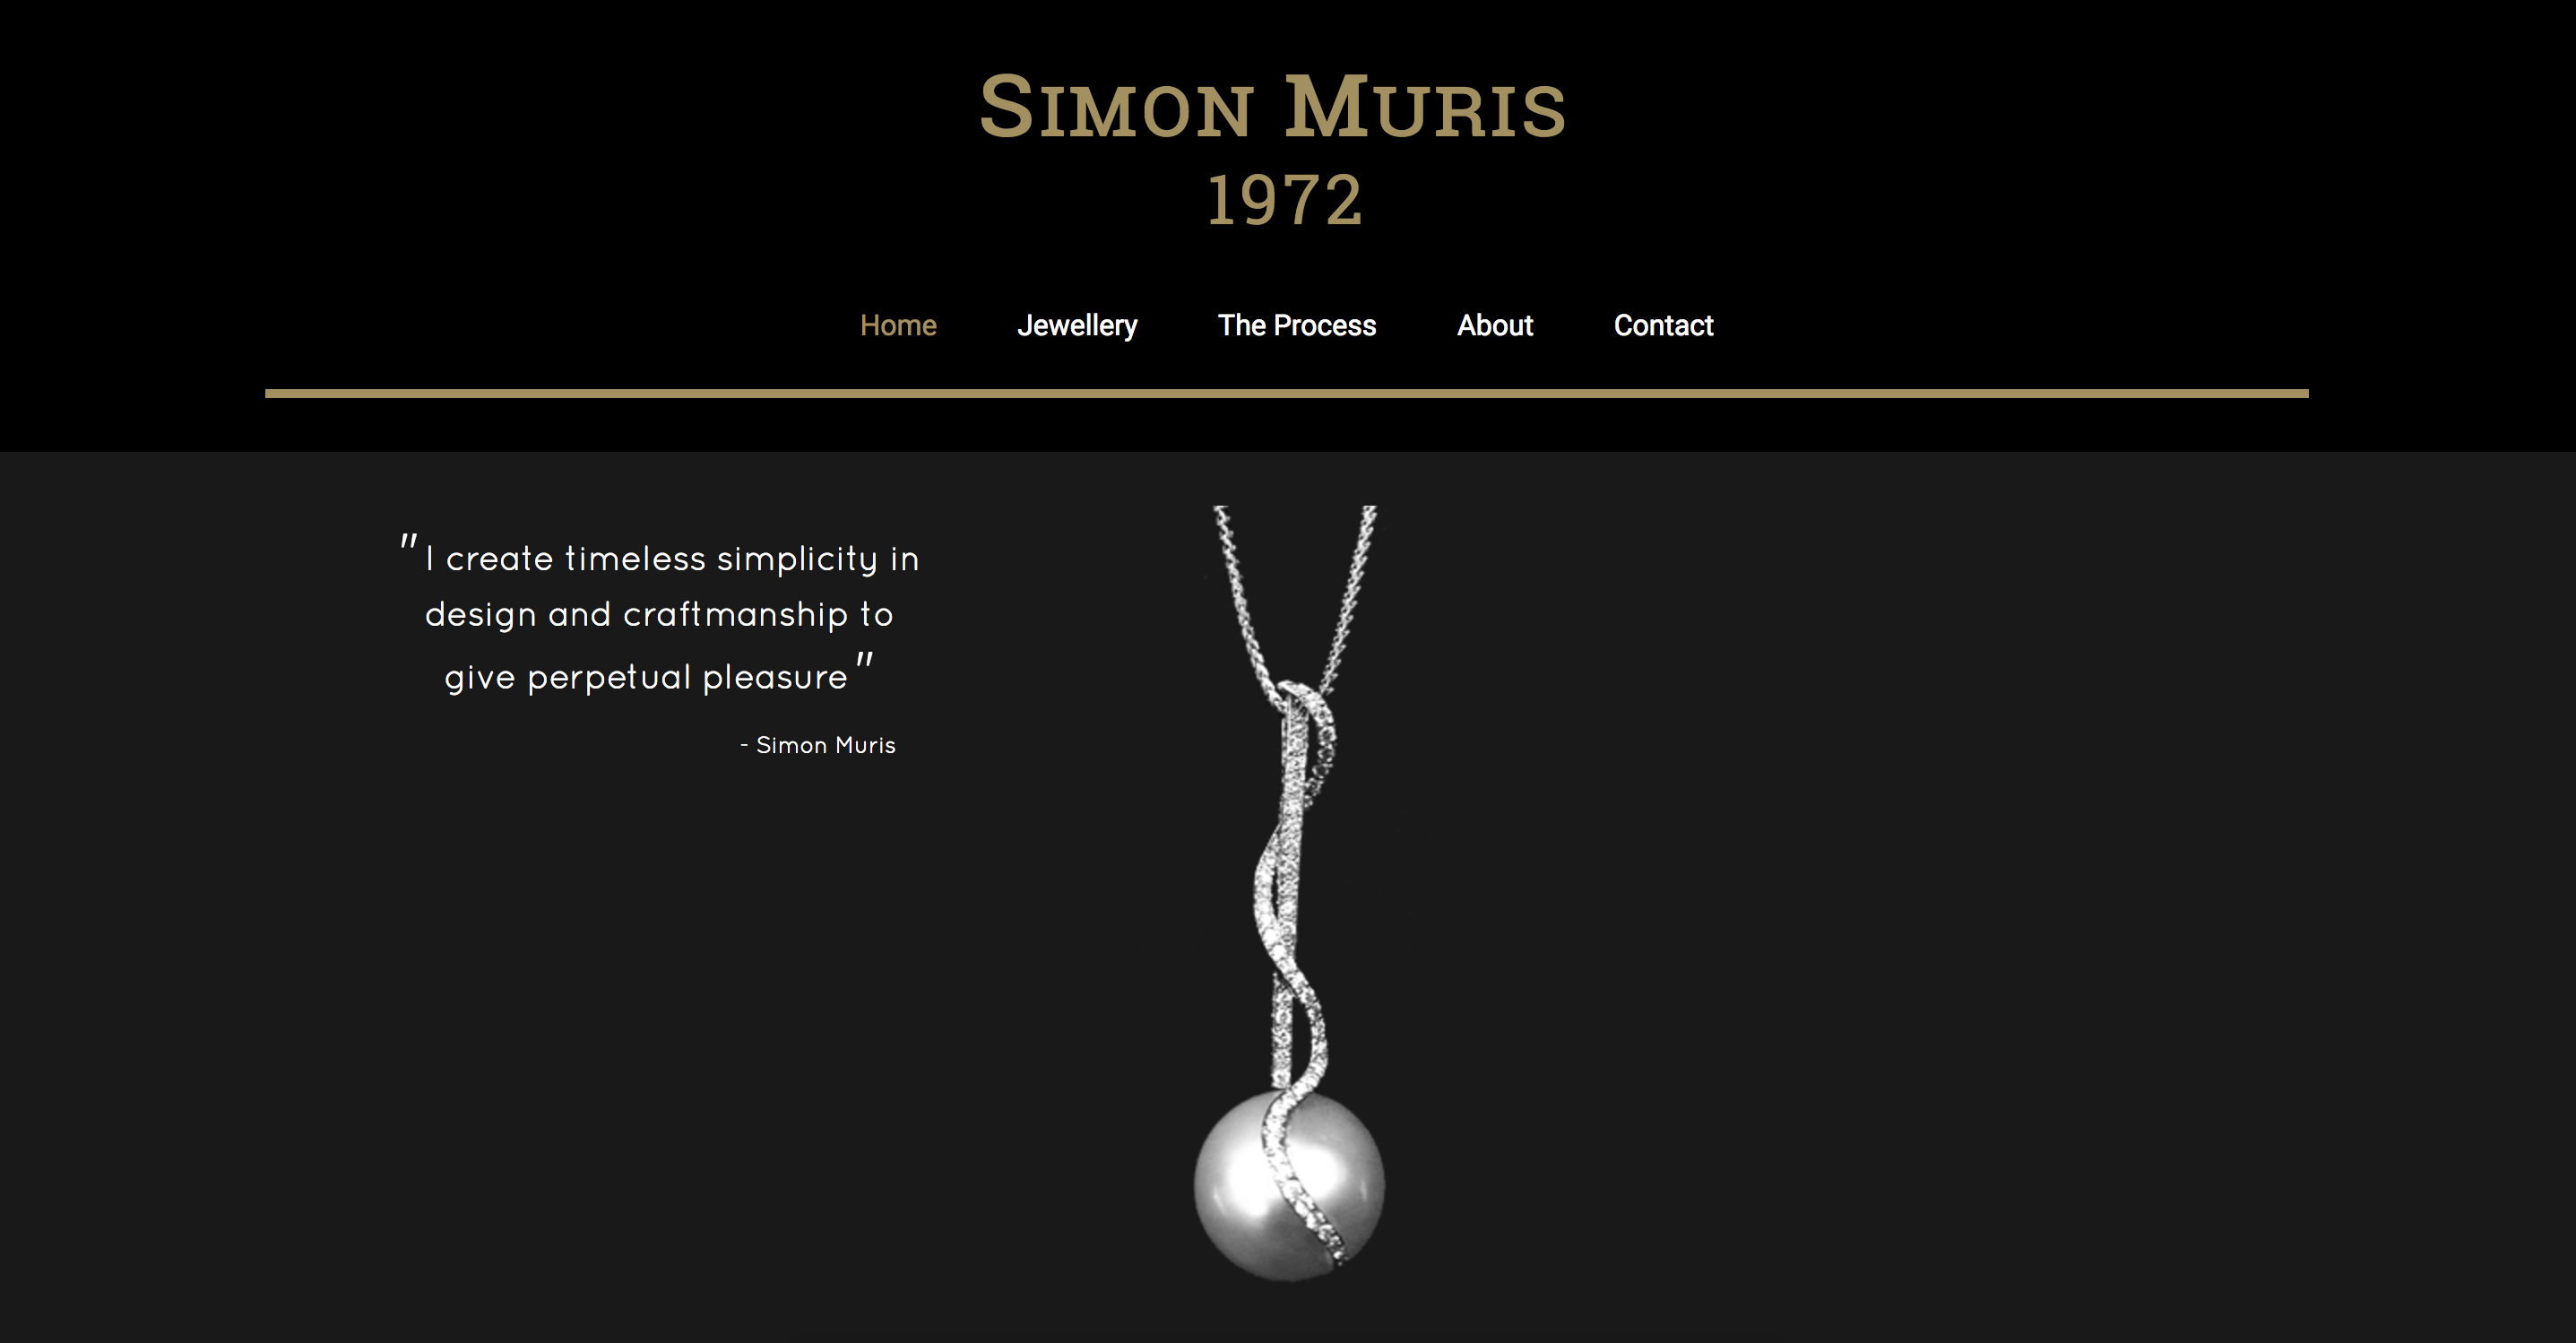 Simon Muris
1972
Home Jewellery The Process About Contact
"I create timeless simplicity in
design and craftmanship to
give perpetual pleasure"
- Simon Muris